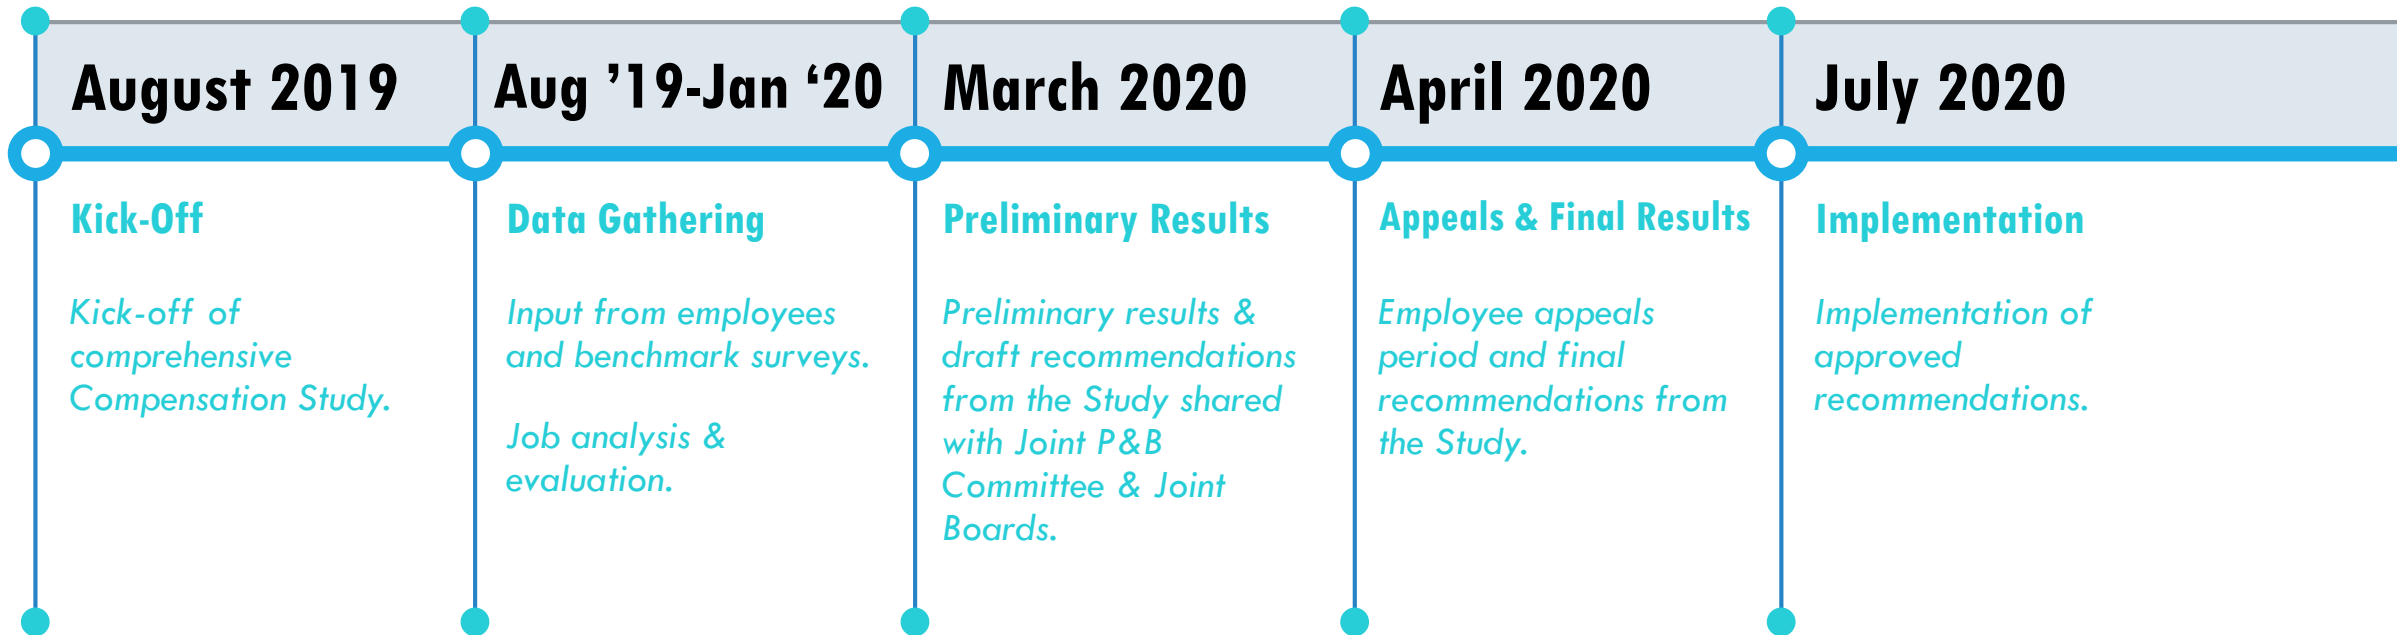 August 2019
Kick-Off
Kick-off of
comprehensive
Compensation Study.
Aug ’19-Jan ‘20
Data Gathering
Input from employees
and benchmark surveys.
Job analysis &
evaluation.
March 2020
Preliminary Results
Preliminary results &
draft recommendations
from the Study shared
with Joint P&B
Committee & Joint
Boards.
April 2020
Appeals & Final Results
Employee appeals
period and final
recommendations from
the Study.
July 2020
Implementation
Implementation of
approved
recommendations.